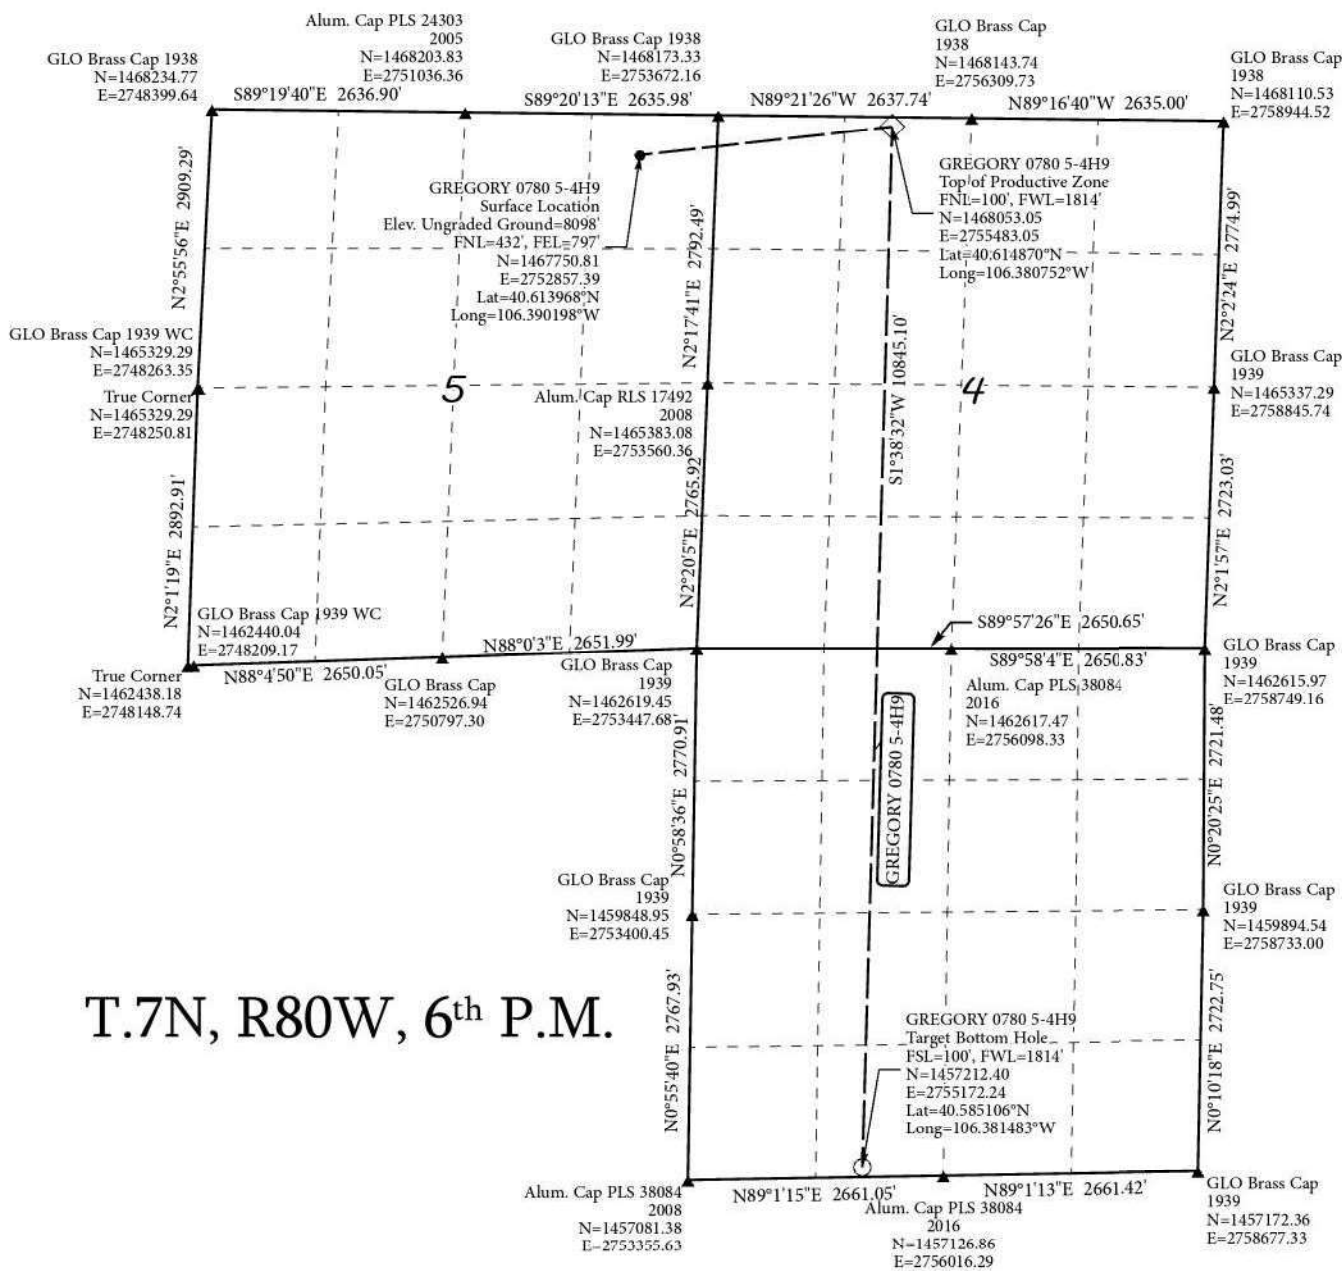 Alum. Cap PLS 24303
2005
N=1468203.83
E=2751036.36
GLO Brass Cap 1938
N=1468234.77
E=2748399.64
GLO Brass Cap 1938
N=1468173.33
E=2753672.16
GLO Brass Cap
1938
N=1468143.74
E=2756309.73
GLO Brass Cap
1938
N=1468110.53
E=2758944.52
S89°19'40"E 2636.90'
S89°20'13"E 2635.98'
N89°21'26"W 2637.74'
N89°16'40"W 2635.00'
N2°55'56"E 2909.29'
GREGORY 0780 5-4H9
Surface Location
Elev. Ungraded Ground=8098'
FNL=432', FEL=797'
N=1467750.81
E=2752857.39
Lat=40.613968°N
Long=106.390198°W
N2°17'41"E 2792.49'
GREGORY 0780 5-4H9
Top of Productive Zone
FNL=100', FWL=1814'
N=1468053.05
E=2755483.05
Lat=40.614870°N
Long=106.380752°W
N2°2'24"E 2774.99'
S1°38'32"W 10845.10'
GLO Brass Cap 1939 WC
N=1465329.29
E=2748263.35
True Corner
N=1465329.29
E=2748250.81
5
Alum. Cap RLS 17492
2008
N=1465383.08
E=2753560.36
4
GLO Brass Cap
1939
N=1465337.29
E=2758845.74
N2°1'19"E 2892.91'
N2°20'5"E 2765.92'
N2°1'57"E 2723.03'
GLO Brass Cap 1939 WC
N=1462440.04
E=2748209.17
True Corner
N=1462438.18
E=2748148.74
N88°4'50"E 2650.05'
N88°0'3"E 2651.99'
GLO Brass Cap
N=1462526.94
E=2750797.30
GLO Brass Cap
1939
N=1462619.45
E=2753447.68
S89°57'26"E 2650.65'
S89°58'4"E 2650.83'
Alum. Cap PLS 38084
2016
N=1462617.47
E=2756098.33
GLO Brass Cap
1939
N=1462615.97
E=2758749.16
N0°58'36"E 2770.91'
GREGORY 0780 5-4H9
N0°20'25"E 2721.48'
GLO Brass Cap
1939
N=1459848.95
E=2753400.45
GLO Brass Cap
1939
N=1459894.54
E=2758733.00
T.7N, R80W, 6th P.M.
N0°55'40"E 2767.93'
GREGORY 0780 5-4H9
Target Bottom Hole
FSL=100', FWL=1814'
N=1457212.40
E=2755172.24
Lat=40.585106°N
Long=106.381483°W
N0°10'18"E 2722.75'
Alum. Cap PLS 38084
2008
N=1457081.38
E=2753355.63
N89°1'15"E 2661.05'
N89°1'13"E 2661.42'
Alum. Cap PLS 38084
2016
N=1457126.86
E=2756016.29
GLO Brass Cap
1939
N=1457172.36
E=2758677.33